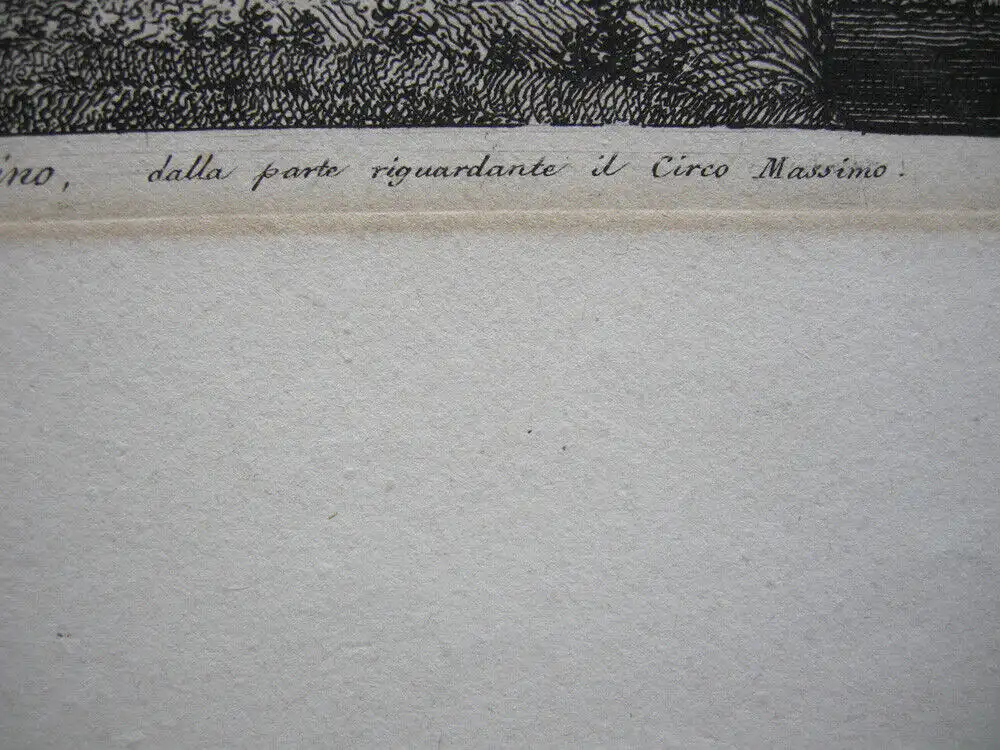 ino, dalla parte riguardante il Circo Massimo.